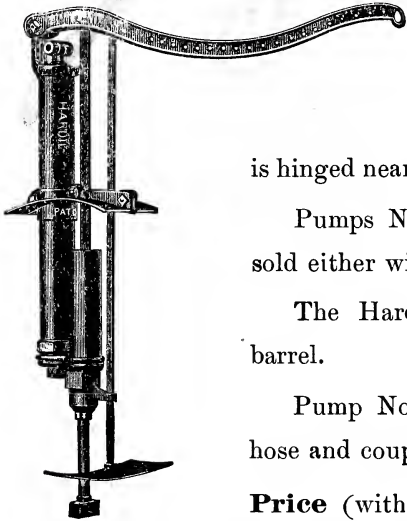 HARDIE
PAT'D
is hinged near
Pumps N
sold either wi
The Hard
barrel.
Pump No
hose and coup
Price (with